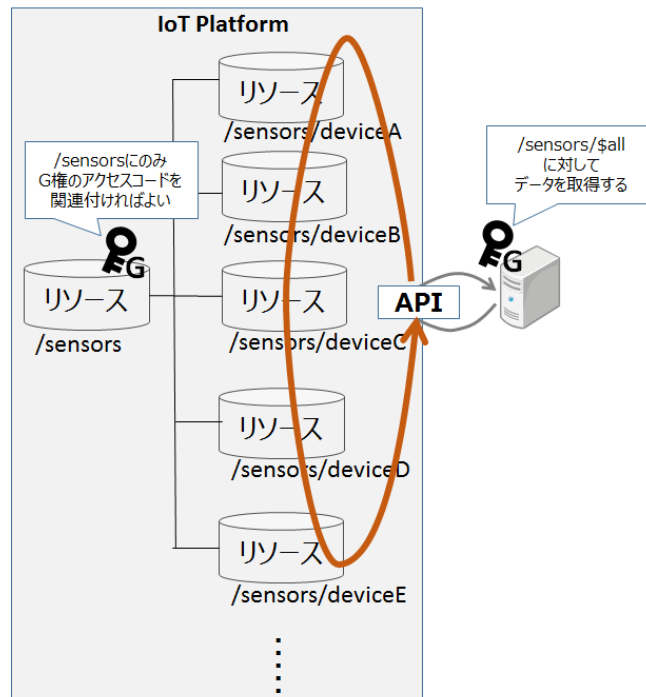 IoT Platform
リソース
/sensors/deviceA
/sensorsにのみ
G権のアクセスコードを
関連付ければよい
/sensors/$all
に対して
データを取得する
リソース
/sensors/deviceB
G
G
リソース
/sensors
リソース
/sensors/deviceC
API
リソース
/sensors/deviceD
リソース
/sensors/deviceE